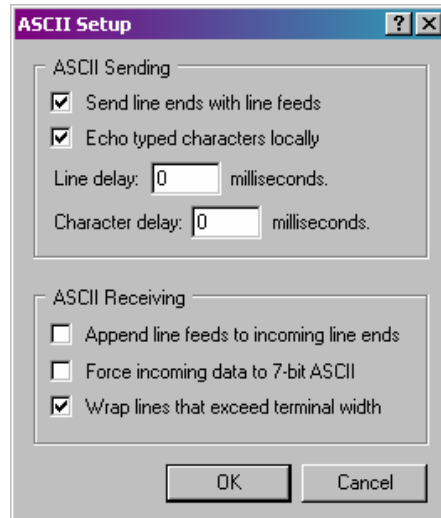 ASCII Setup ? X
ASCII Sending
Send line ends with line feeds
Echo typed characters locally
Line delay: 0 milliseconds.
Character delay: 0 milliseconds.
ASCII Receiving
Append line feeds to incoming line ends
Force incoming data to 7-bit ASCII
Wrap lines that exceed terminal width
OK Cancel